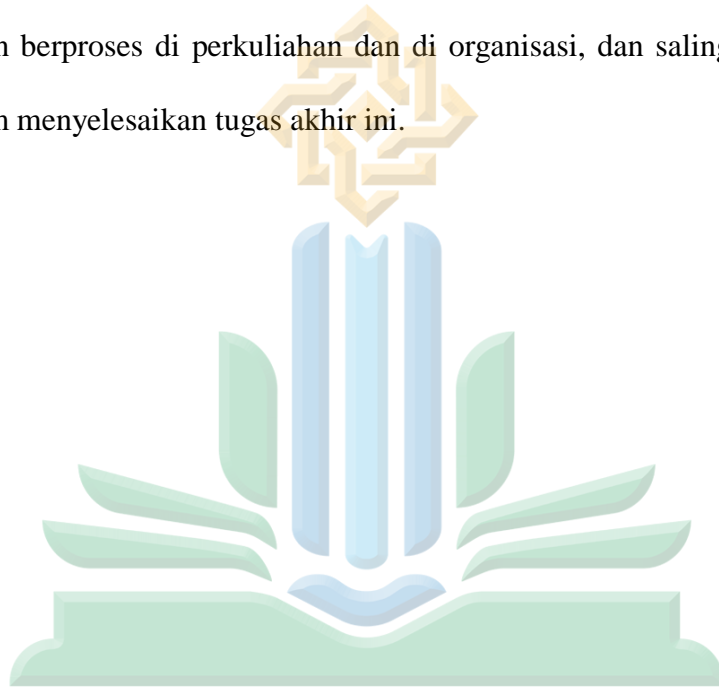 berproses di perkuliahan dan di organisasi, dan saling
menyelesaikan tugas akhir ini.